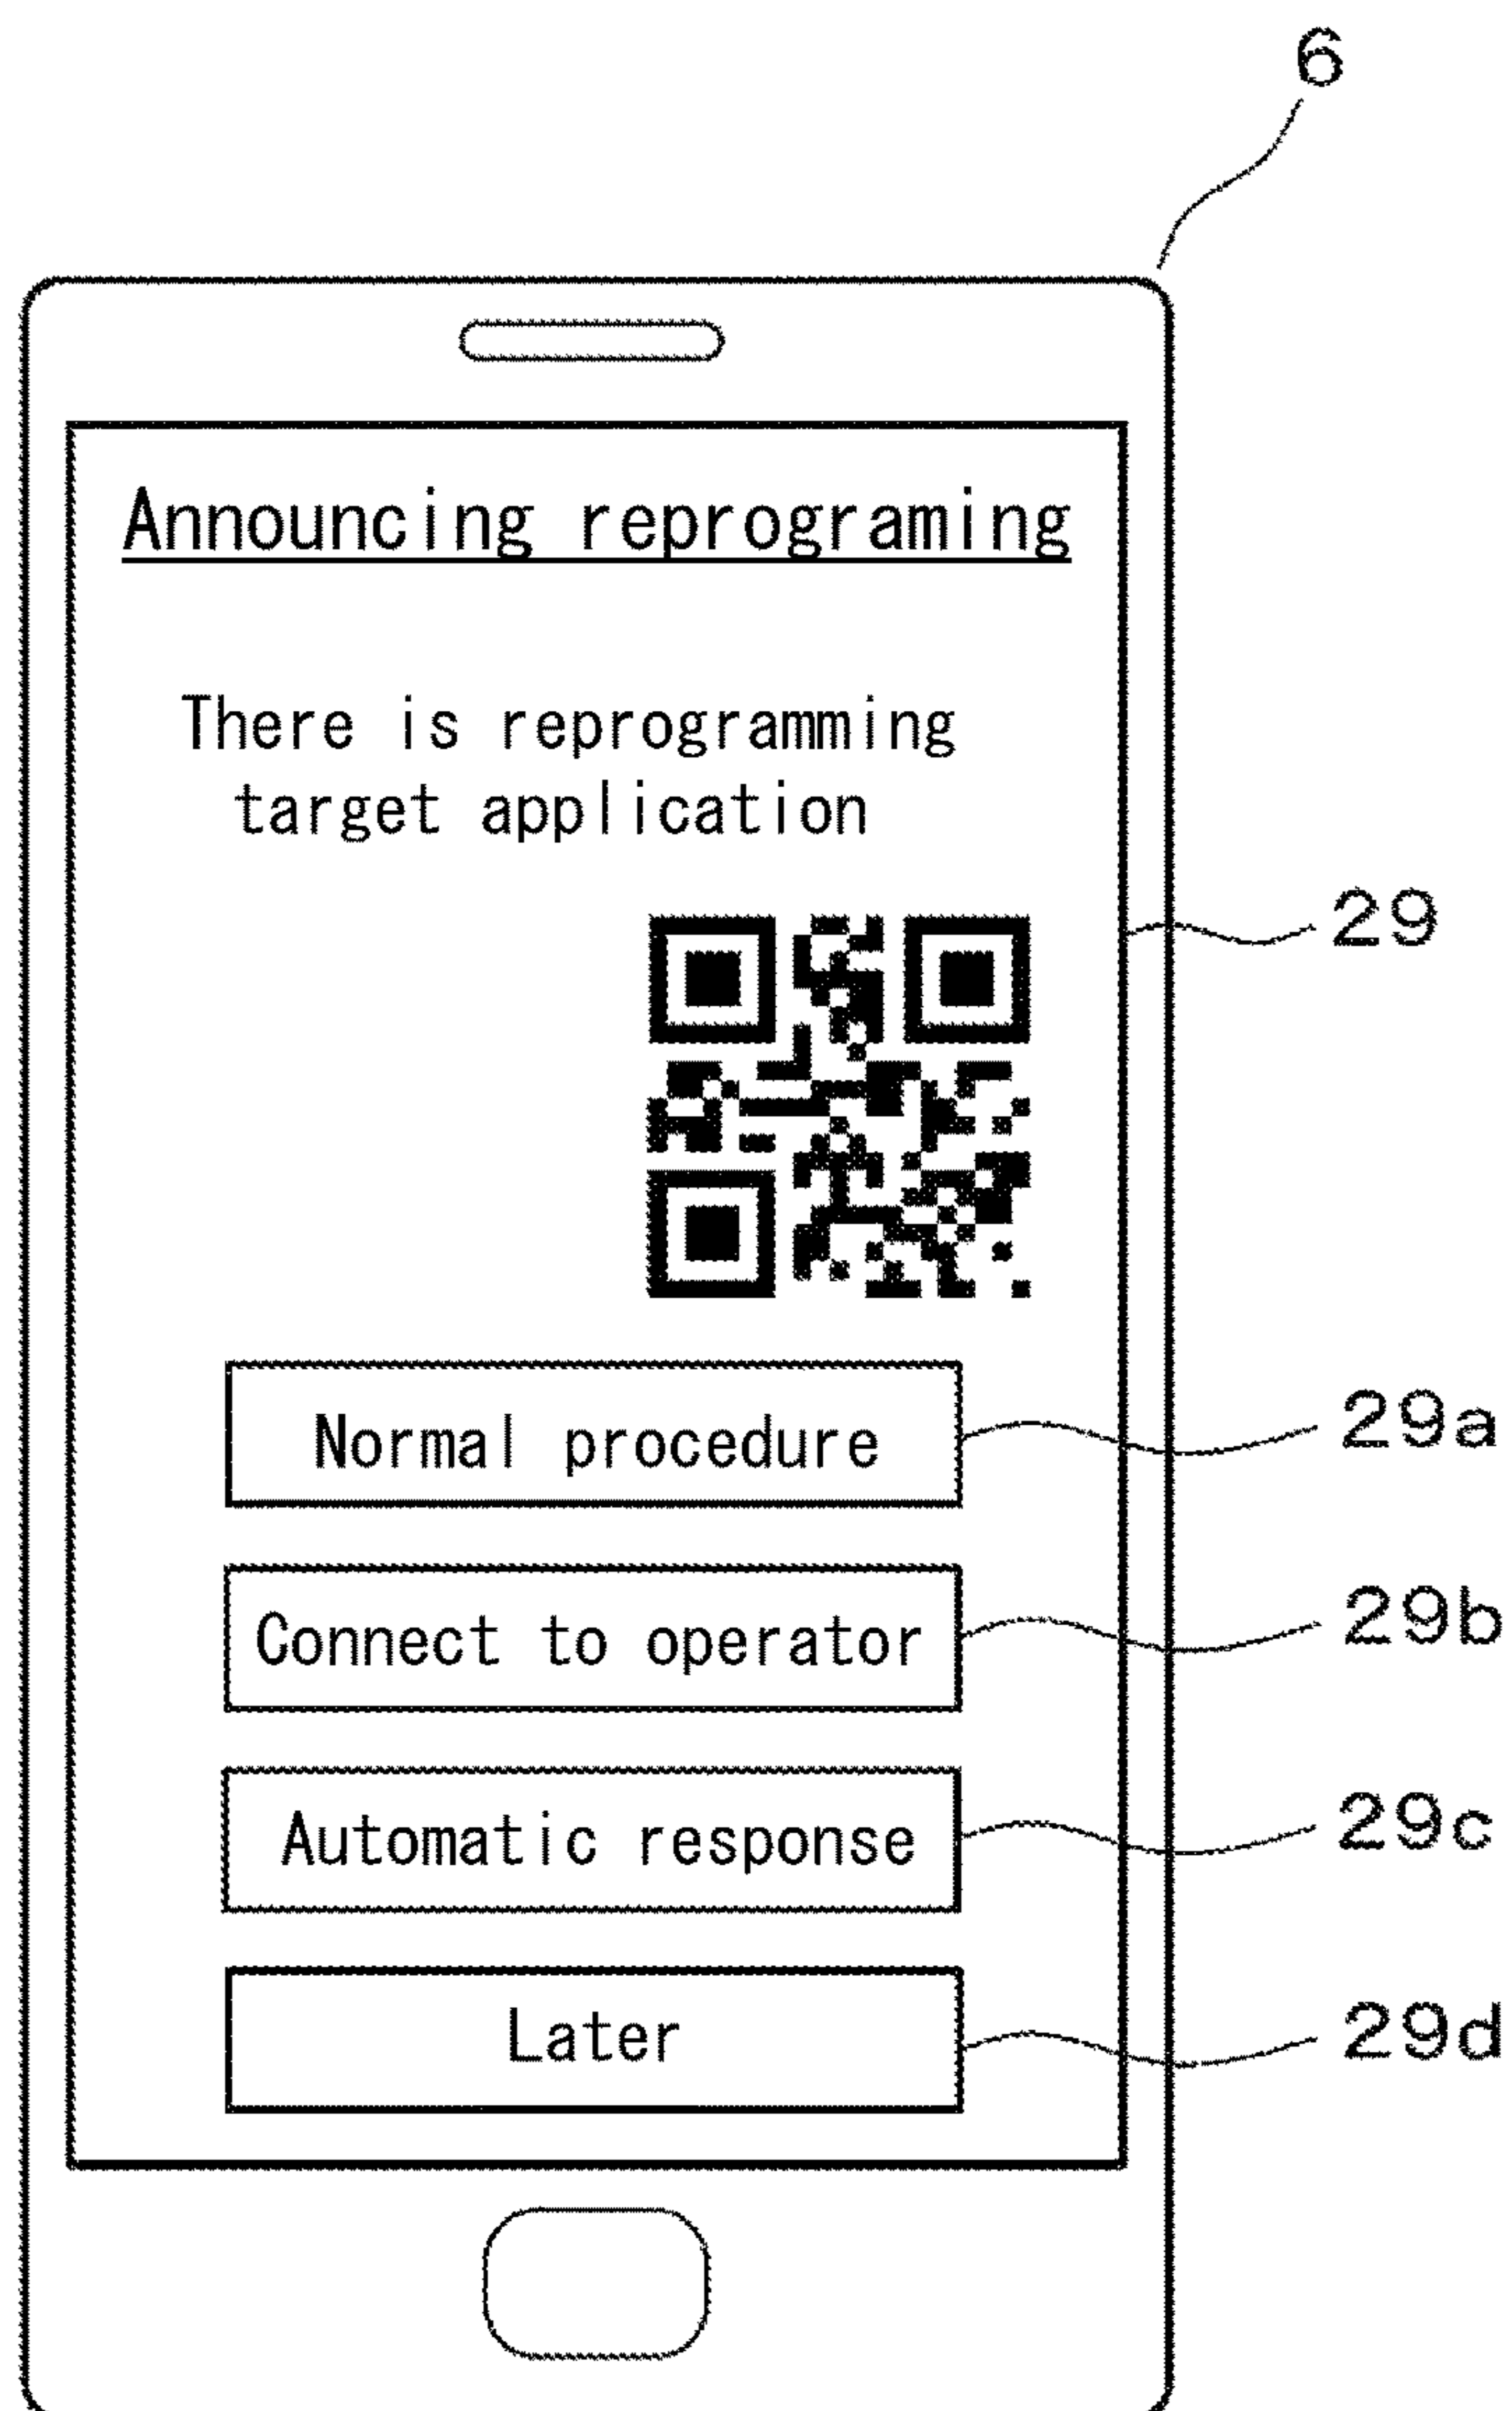 6
Announcing reprograming
There is reprogramming
target application
29
Normal procedure
29a
Connect to operator
29b
Automatic response
29c
Later
29d